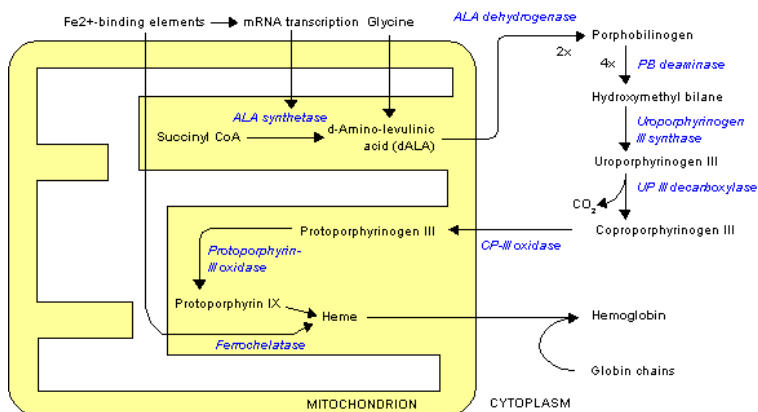 Fe2+-binding elements
mRNA transcription
Glycine
ALA dehydrogenase
2x
Porphobilinogen
4x
PB deaminase
Hydroxymethyl bilane
ALA synthetase
Succinyl CoA
d-Amino-levulinic
acid (dALA)
Uroporphyrinogen
III synthase
Uroporphyrinogen III
UP III decarboxylase
CO2
Coproporphyrinogen III
CP-III oxidase
Protoporphyrinogen III
Protoporphyrin-
III oxidase
Protoporphyrin IX
Heme
Ferrochelatase
Hemoglobin
Globin chains
MITOCHONDRION
CYTOPLASM